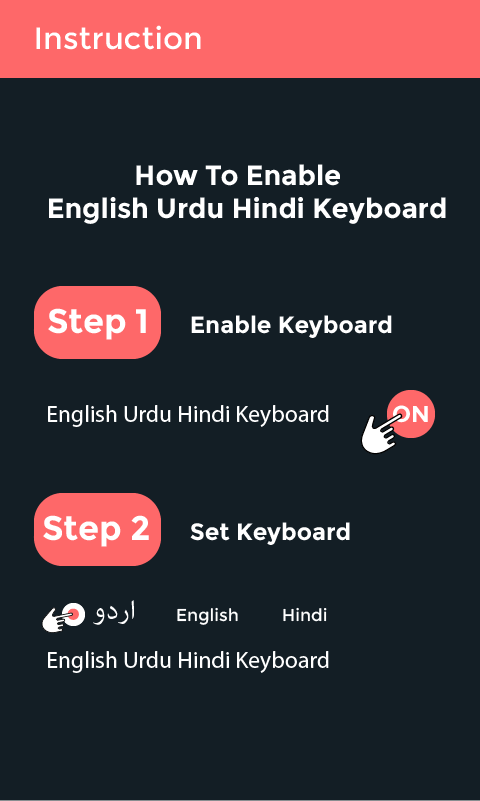 Instruction
How To Enable
English Urdu Hindi Keyboard
Step 1 Enable Keyboard
English Urdu Hindi Keyboard ON
Step 2 Set Keyboard
اردو English Hindi
English Urdu Hindi Keyboard